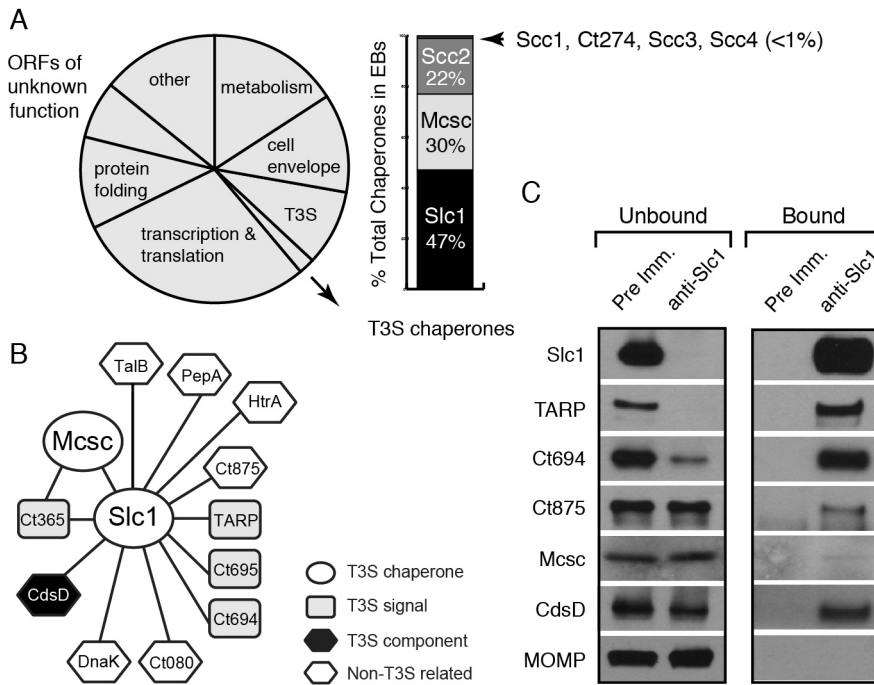 A
ORFs of
unknown
function
other
metabolism
cell
envelope
T3S
transcription &
translation
protein
folding
% Total Chaperones in EBs
Scc2
22%
Mcsc
30%
Slc1
47%
Scc1, Ct274, Scc3, Scc4 (<1%)
T3S chaperones
B
TalB
PepA
HtrA
Mcsc
Ct875
Ct365
Slc1
TARP
Ct695
CdsD
Ct694
DnaK
Ct080
T3S chaperone
T3S signal
T3S component
Non-T3S related
C
Unbound
Bound
Pre Imm.
anti-Slc1
Pre Imm.
anti-Slc1
Slc1
TARP
Ct694
Ct875
Mcsc
CdsD
MOMP